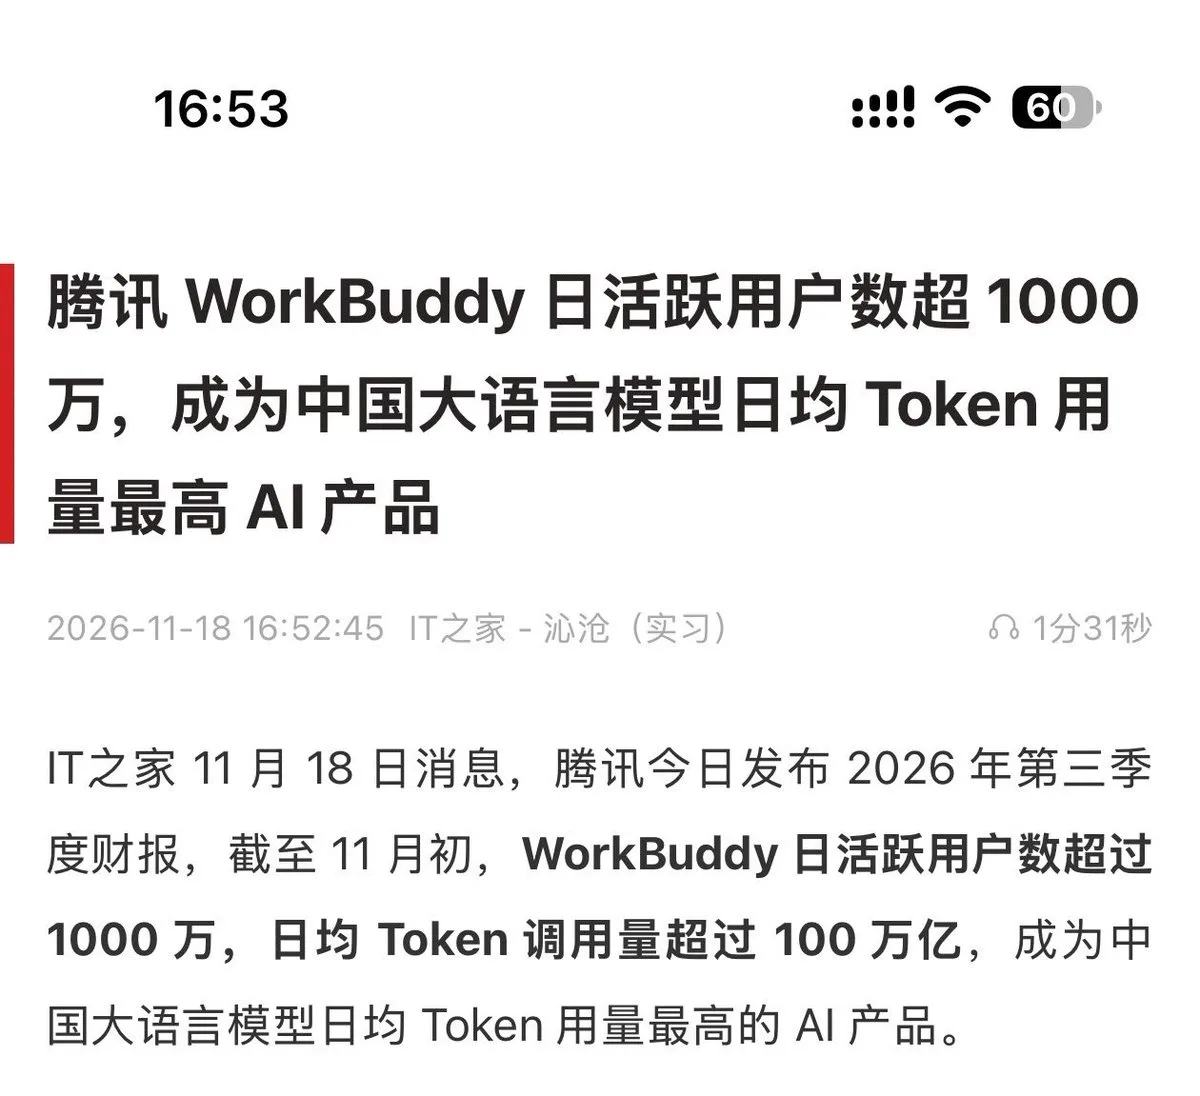 16:53
60
腾讯 WorkBuddy 日活跃用户数超 1000
万，成为中国大语言模型日均 Token 用
量最高 AI 产品
2026-11-18 16:52:45 IT之家 - 沁沧（实习）
1分31秒
IT之家 11 月 18 日消息，腾讯今日发布 2026 年第三季
度财报，截至 11 月初，WorkBuddy 日活跃用户数超过
1000 万，日均 Token 调用量超过 100 万亿，成为中
国大语言模型日均 Token 用量最高的 AI 产品。